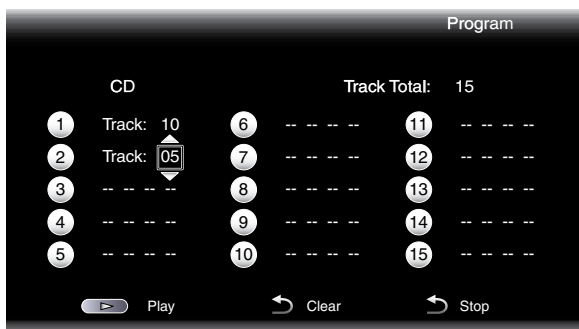 Program
CD Track Total: 15
1 Track: 10 6 -- -- -- -- 11 -- -- -- --
2 Track: 05 7 -- -- -- -- 12 -- -- -- --
3 -- -- -- -- 8 -- -- -- -- 13 -- -- -- --
4 -- -- -- -- 9 -- -- -- -- 14 -- -- -- --
5 -- -- -- -- 10 -- -- -- -- 15 -- -- -- --
Play Clear Stop